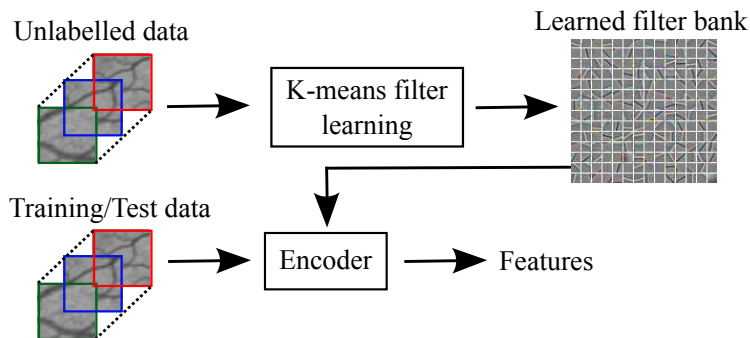 Unlabelled data
Learned filter bank
K-means filter
learning
Training/Test data
Encoder
Features